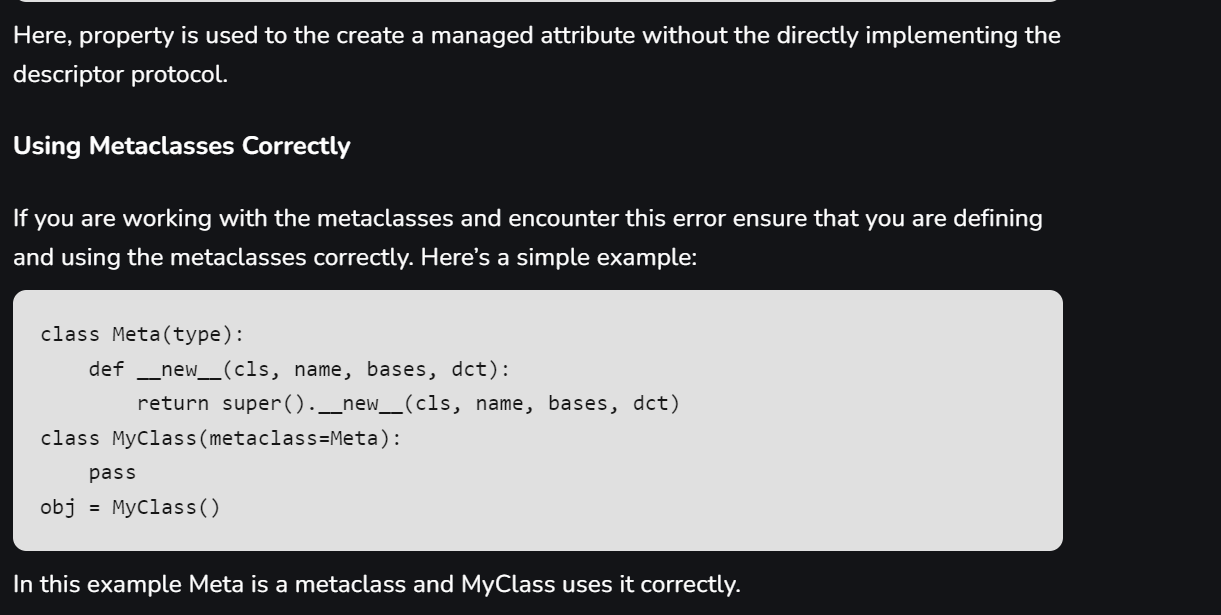 Here, property is used to the create a managed attribute without the directly implementing the
descriptor protocol.
Using Metaclasses Correctly
If you are working with the metaclasses and encounter this error ensure that you are defining
and using the metaclasses correctly. Here’s a simple example:
class Meta(type):
    def __new__(cls, name, bases, dct):
        return super().__new__(cls, name, bases, dct)
class MyClass(metaclass=Meta):
    pass
obj = MyClass()
In this example Meta is a metaclass and MyClass uses it correctly.